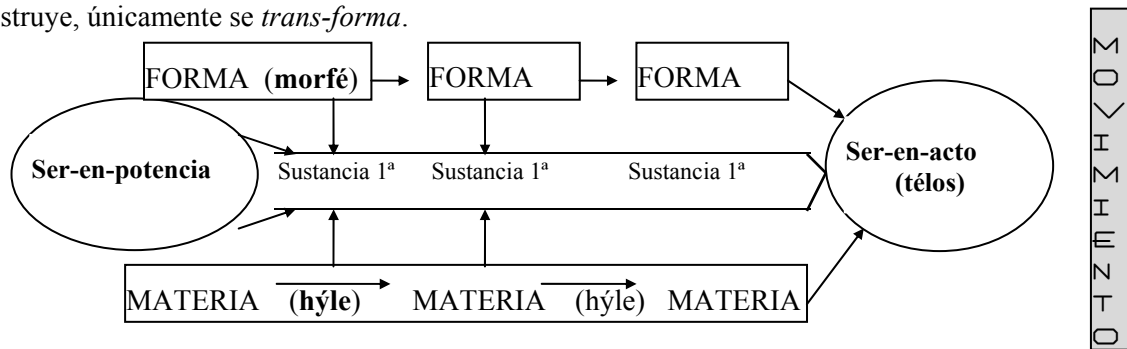 struye, únicamente se trans-forma.
FORMA (morfé) FORMA FORMA
Ser-en-potencia
Sustancia 1ª Sustancia 1ª Sustancia 1ª
Ser-en-acto
(télos)
MATERIA (hýle) MATERIA (hýle) MATERIA
MOVIMIENTO